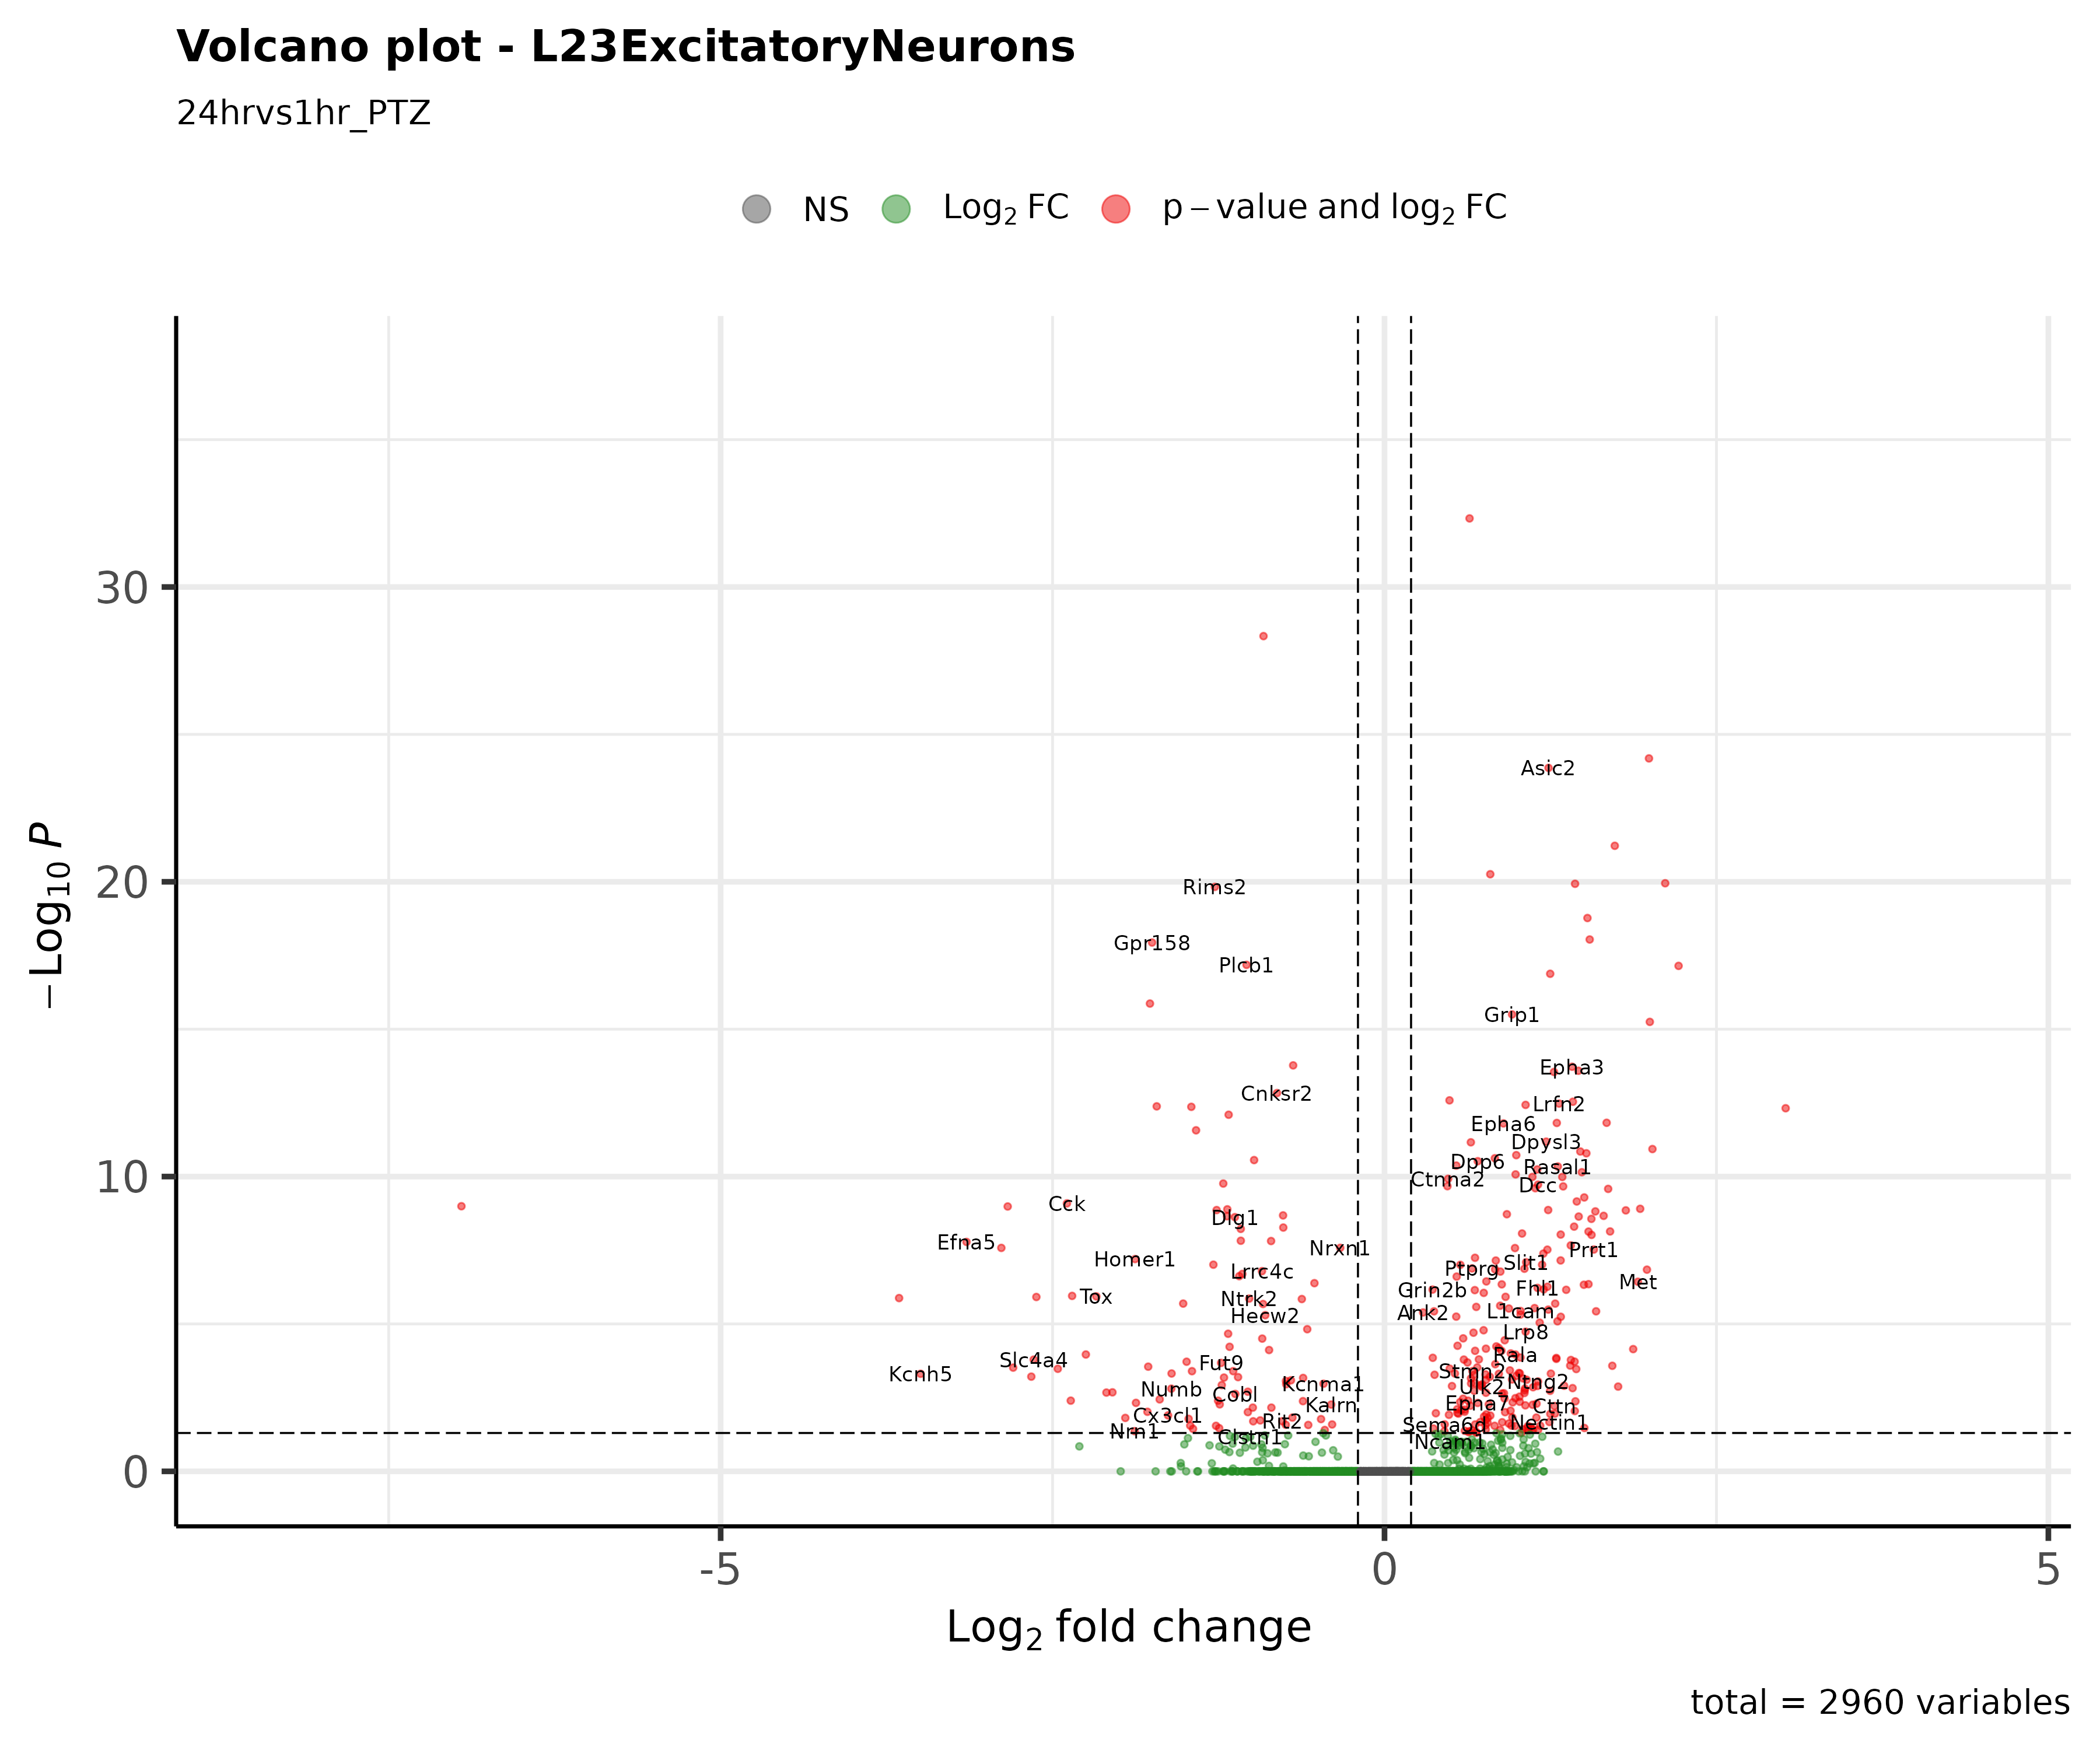 Volcano plot - L23ExcitatoryNeurons
24hrvs1hr_PTZ
NS
Log2 FC
p – value and log2 FC
30
20
10
0
-5
0
5
−Log10 P
Log2 fold change
total = 2960 variables
Asic2
Rims2
Gpr158
Plcb1
Grip1
Epha3
Cnksr2
Lrfn2
Epha6
Dpysl3
Dpp6
Rasal1
Ctnna2
Dcc
Cck
Dlg1
Efna5
Nrxn1
Homer1
Prrt1
Slit1
Ptprg
Lrrc4c
Met
Grin2b
Fhl1
Tox
Ntrk2
Hecw2
Ank2
L1cam
Lrp8
Rala
Slc4a4
Fut9
Kcnh5
Stmn2
Ulk2
Ntng2
Kcnma1
Numb
Cobl
Kalrn
Epha7
Cttn
Cx3cl1
Rit2
Sema6d
Nectin1
Nrn1
Clstn1
Ncam1